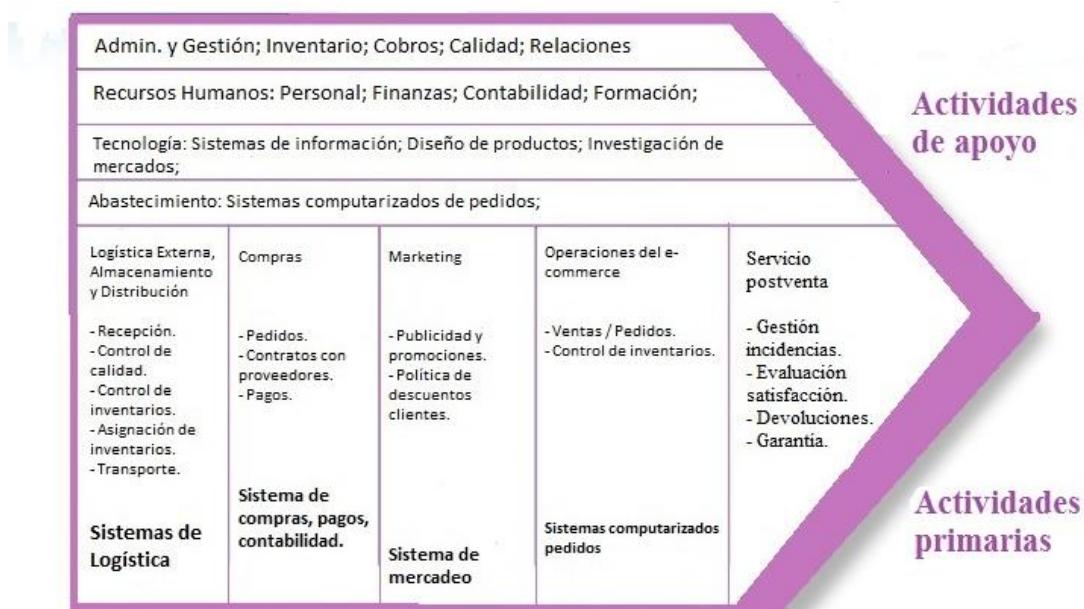 Admin. y Gestión; Inventario; Cobros; Calidad; Relaciones
Recursos Humanos: Personal; Finanzas; Contabilidad; Formación;
Tecnología: Sistemas de información; Diseño de productos; Investigación de
mercados;
Abastecimiento: Sistemas computarizados de pedidos;
Actividades
de apoyo
Logística Externa,
Almacenamiento
y Distribución
- Recepción.
- Control de
calidad.
- Control de
inventarios.
- Asignación de
inventarios.
- Transporte.
Sistemas de
Logística
Compras
- Pedidos.
- Contratos con
proveedores.
- Pagos.
Sistema de
compras, pagos,
contabilidad.
Marketing
- Publicidad y
promociones.
- Política de
descuentos
clientes.
Sistema de
mercadeo
Operaciones del e-
commerce
- Ventas / Pedidos.
- Control de inventarios.
Sistemas computarizados
pedidos
Servicio
postventa
- Gestión
incidencias.
- Evaluación
satisfacción.
- Devoluciones.
- Garantía.
Actividades
primarias